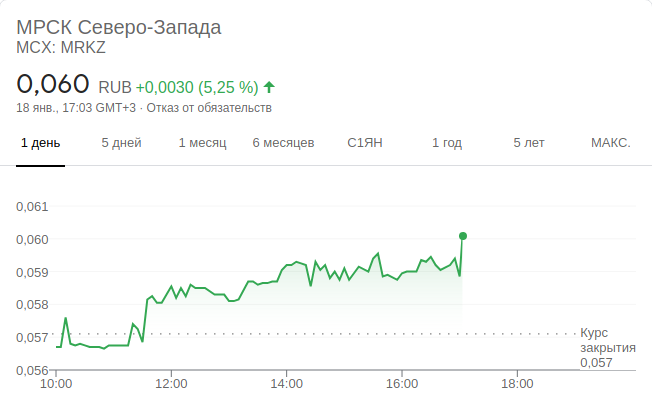 МРСК Северо-Запада
MCX: MRKZ
0,060 RUB +0,0030 (5,25 %)
18 янв., 17:03 GMT+3 · Отказ от обязательств
1 день 5 дней 1 месяц 6 месяцев С1ЯН 1 год 5 лет МАКС.
0,061
0,060
0,059
0,058
0,057
0,056
Курс
закрытия
0,057
10:00 12:00 14:00 16:00 18:00